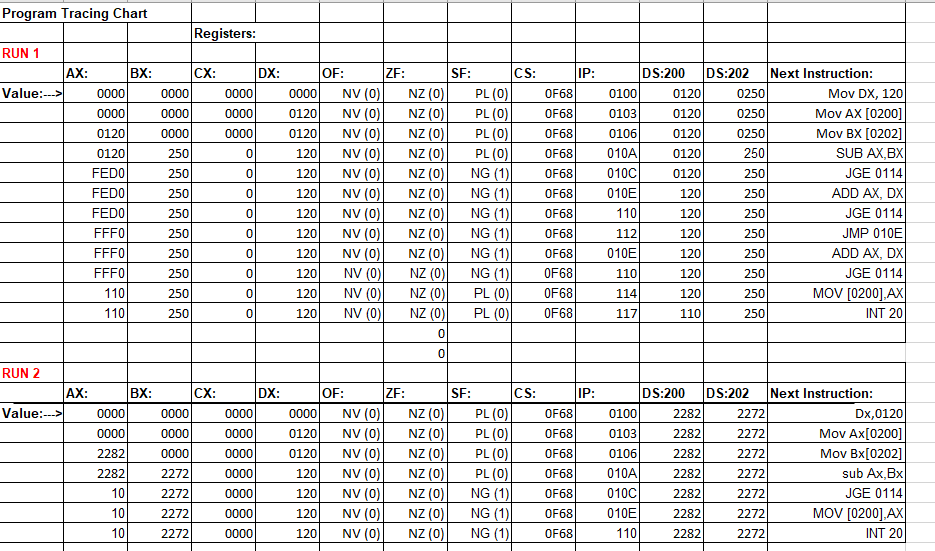 Program Tracing Chart
Registers:
RUN 1
AX: BX: CX: DX: OF: ZF: SF: CS: IP: DS:200 DS:202 Next Instruction:
Value:---> 0000 0000 0000 0000 NV (0) NZ (0) PL (0) 0F68 0100 0120 0250 Mov DX, 120
0000 0000 0000 0120 NV (0) NZ (0) PL (0) 0F68 0103 0120 0250 Mov AX [0200]
0120 0000 0000 0120 NV (0) NZ (0) PL (0) 0F68 0106 0120 0250 Mov BX [0202]
0120 250 0 120 NV (0) NZ (0) PL (0) 0F68 010A 0120 250 SUB AX,BX
FED0 250 0 120 NV (0) NZ (0) NG (1) 0F68 010C 0120 250 JGE 0114
FED0 250 0 120 NV (0) NZ (0) NG (1) 0F68 010E 120 250 ADD AX, DX
FED0 250 0 120 NV (0) NZ (0) NG (1) 0F68 110 120 250 JGE 0114
FFF0 250 0 120 NV (0) NZ (0) NG (1) 0F68 112 120 250 JMP 010E
FFF0 250 0 120 NV (0) NZ (0) NG (1) 0F68 010E 120 250 ADD AX, DX
FFF0 250 0 120 NV (0) NZ (0) NG (1) 0F68 110 120 250 JGE 0114
110 250 0 120 NV (0) NZ (0) PL (0) 0F68 114 120 250 MOV [0200],AX
110 250 0 120 NV (0) NZ (0) PL (0) 0F68 117 110 250 INT 20
0
0
RUN 2
AX: BX: CX: DX: OF: ZF: SF: CS: IP: DS:200 DS:202 Next Instruction:
Value:---> 0000 0000 0000 0000 NV (0) NZ (0) PL (0) 0F68 0100 2282 2272 Dx,0120
0000 0000 0000 0120 NV (0) NZ (0) PL (0) 0F68 0103 2282 2272 Mov Ax[0200]
2282 0000 0000 0120 NV (0) NZ (0) PL (0) 0F68 0106 2282 2272 Mov Bx[0202]
2282 2272 0000 120 NV (0) NZ (0) PL (0) 0F68 010A 2282 2272 sub Ax,Bx
10 2272 0000 120 NV (0) NZ (0) NG (1) 0F68 010C 2282 2272 JGE 0114
10 2272 0000 120 NV (0) NZ (0) NG (1) 0F68 010E 2282 2272 MOV [0200],AX
10 2272 0000 120 NV (0) NZ (0) NG (1) 0F68 110 2282 2272 INT 20